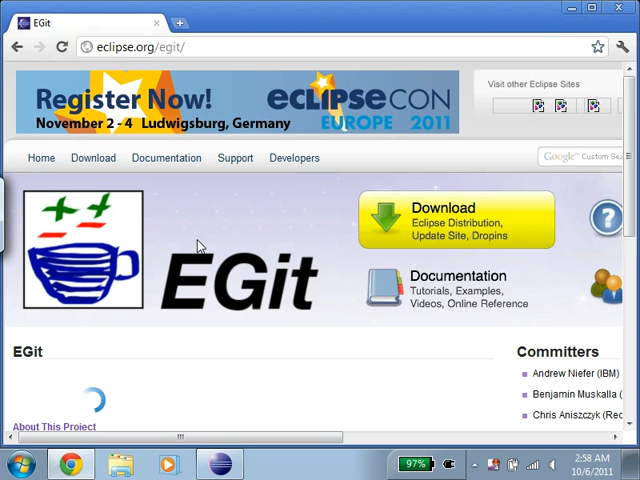 EGit
eclipse.org/egit/
Register Now!
November 2 - 4 Ludwigsburg, Germany
eclipseCON
EUROPE 2011
Visit other Eclipse Sites
Home
Download
Documentation
Support
Developers
Google™ Custom Sea
EGit
Download
Eclipse Distribution,
Update Site, Dropins
Documentation
Tutorials, Examples,
Videos, Online Reference
EGit
About This Project
Committers
Andrew Niefer (IBM)
Benjamin Muskalla (
Chris Aniszczyk (Rec
97%
2:58 AM
10/6/2011